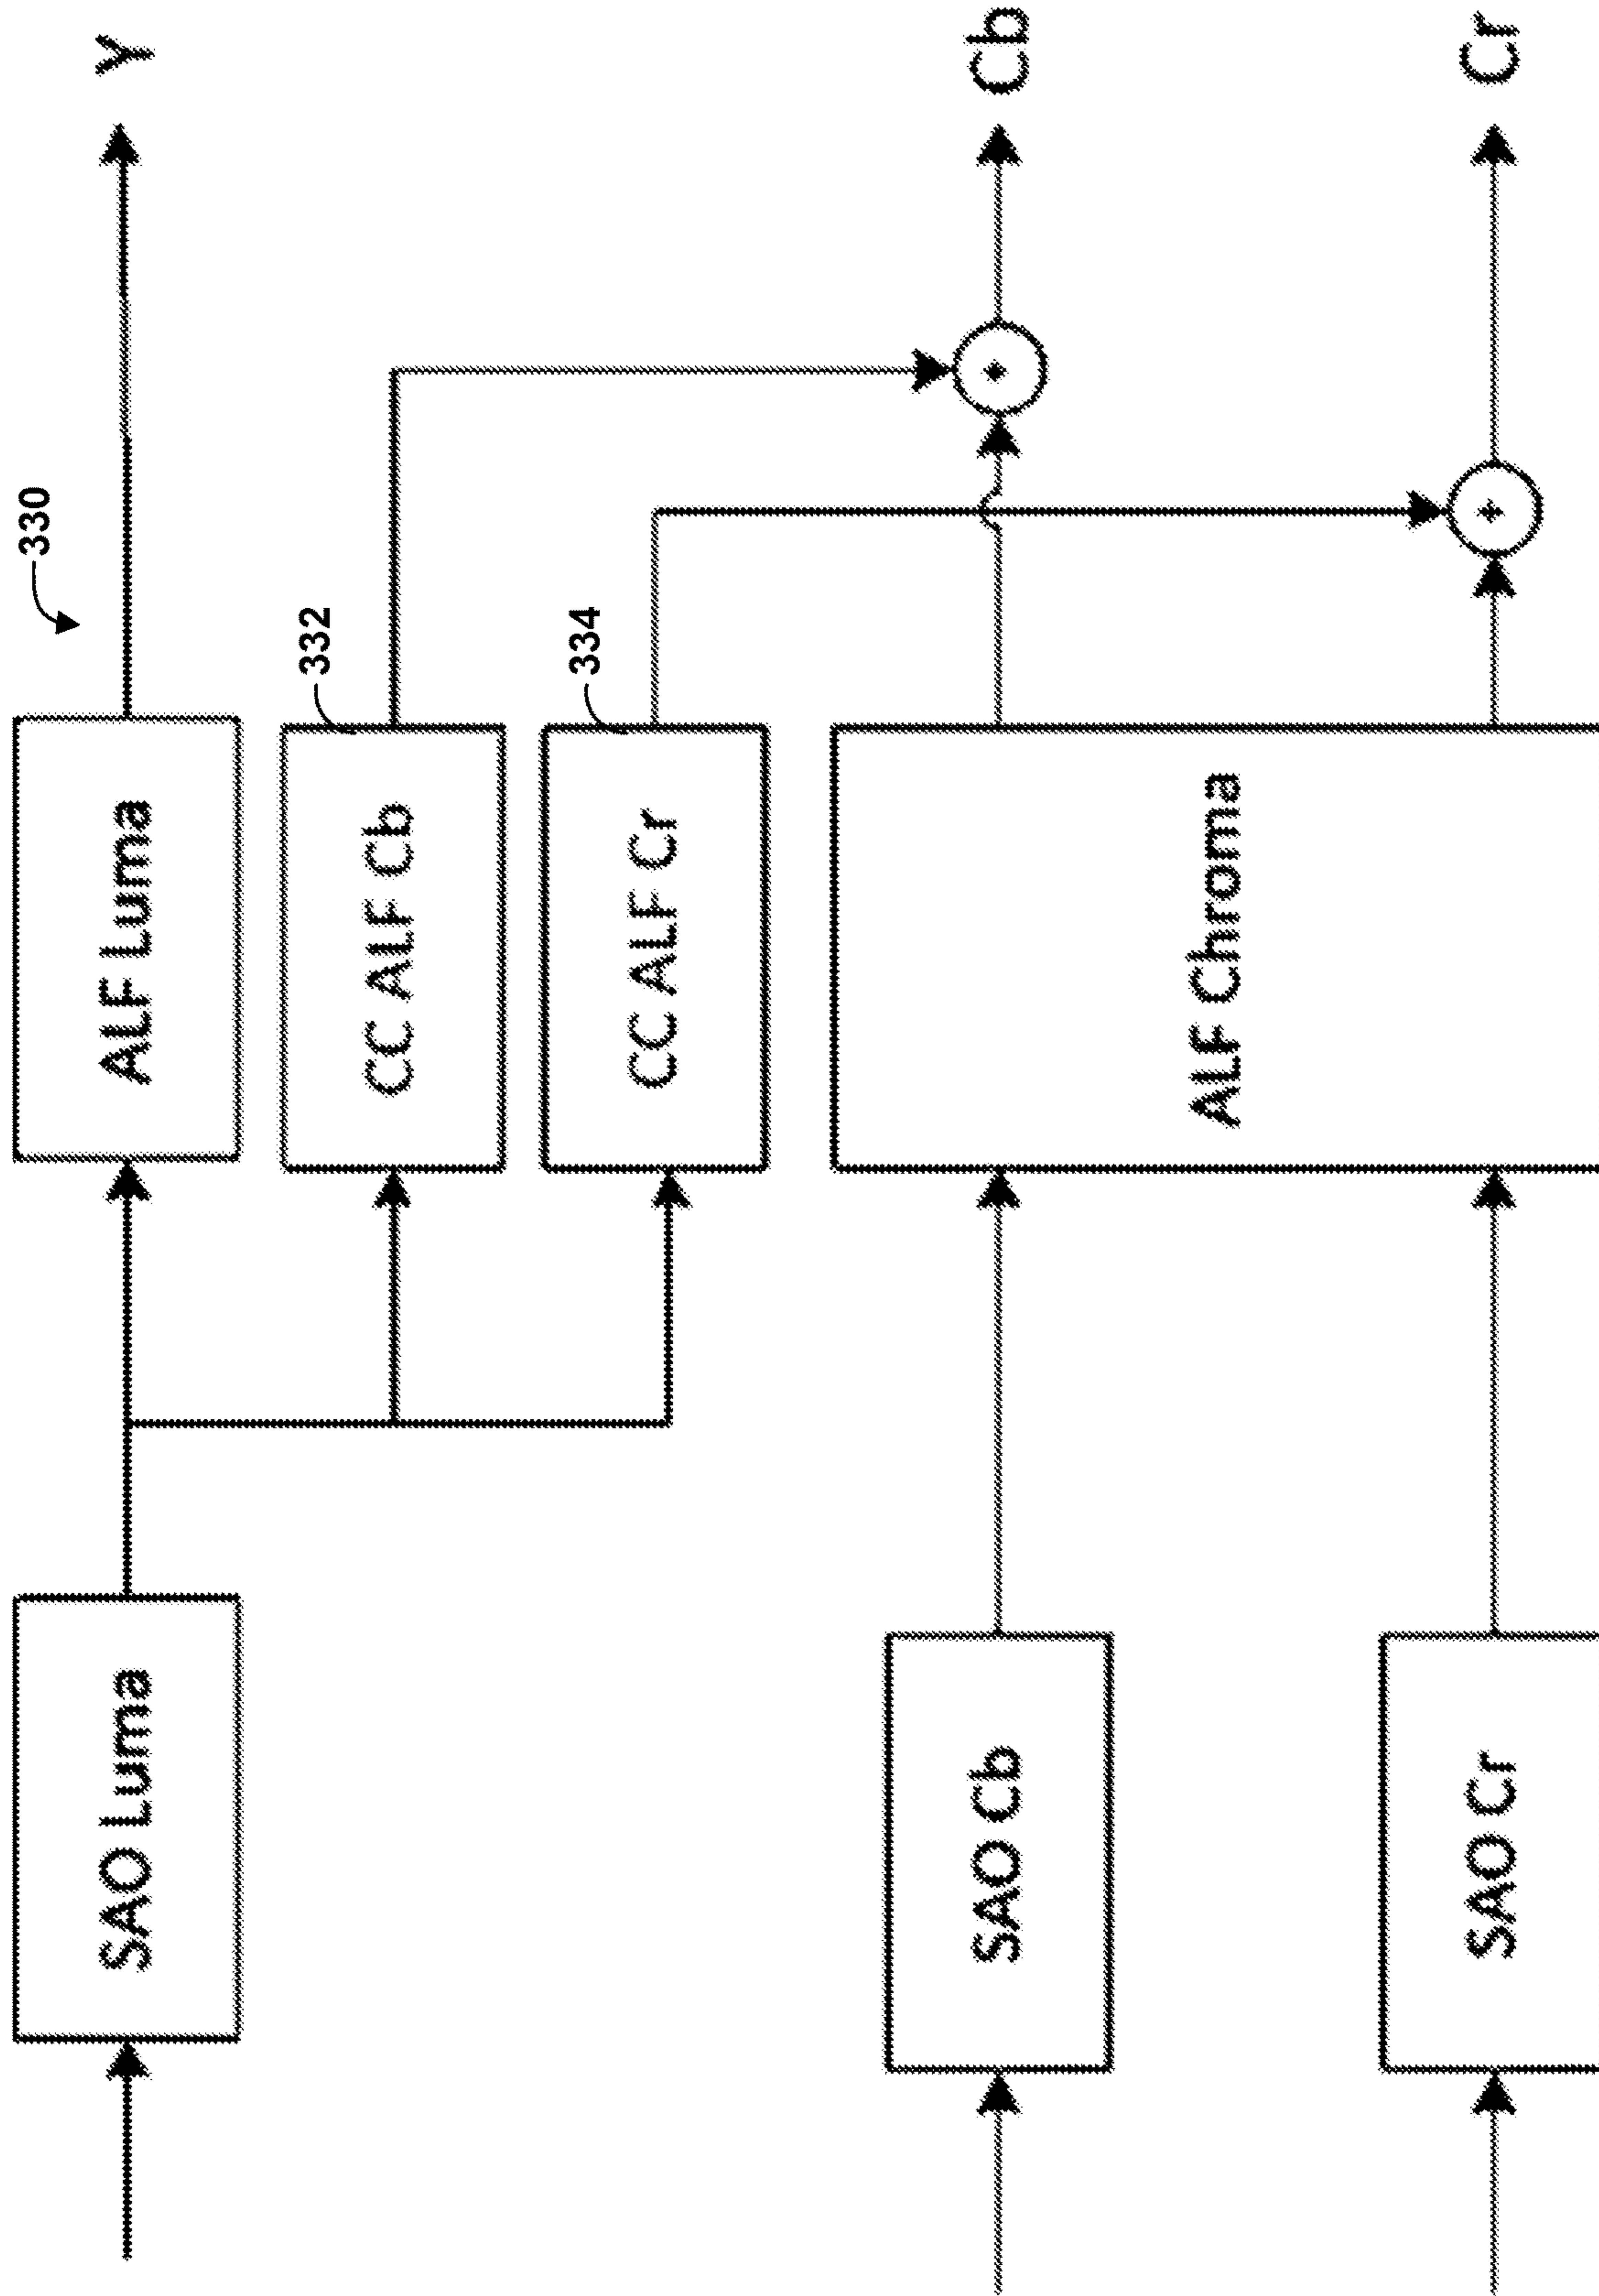 330
SAO Luma
ALF Luma
Y
332
CC ALF Cb
334
CC ALF Cr
SAO Cb
ALF Chroma
+
Cb
SAO Cr
+
Cr